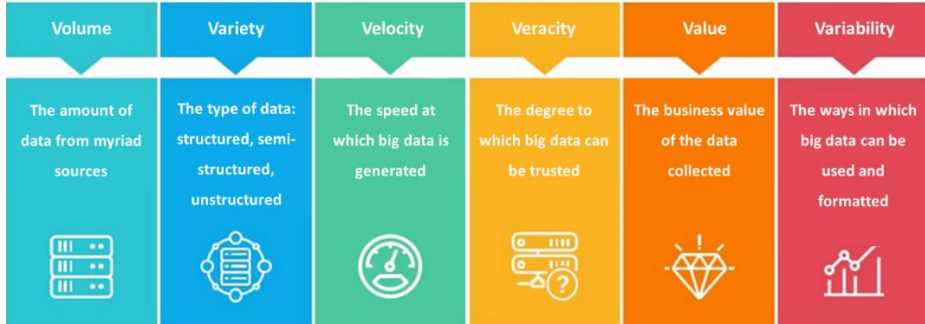 Volume
The amount of
data from myriad
sources
Variety
The type of data:
structured, semi-
structured,
unstructured
Velocity
The speed at
which big data is
generated
Veracity
The degree to
which big data can
be trusted
?
Value
The business value
of the data
collected
Variability
The ways in which
big data can be
used and
formatted